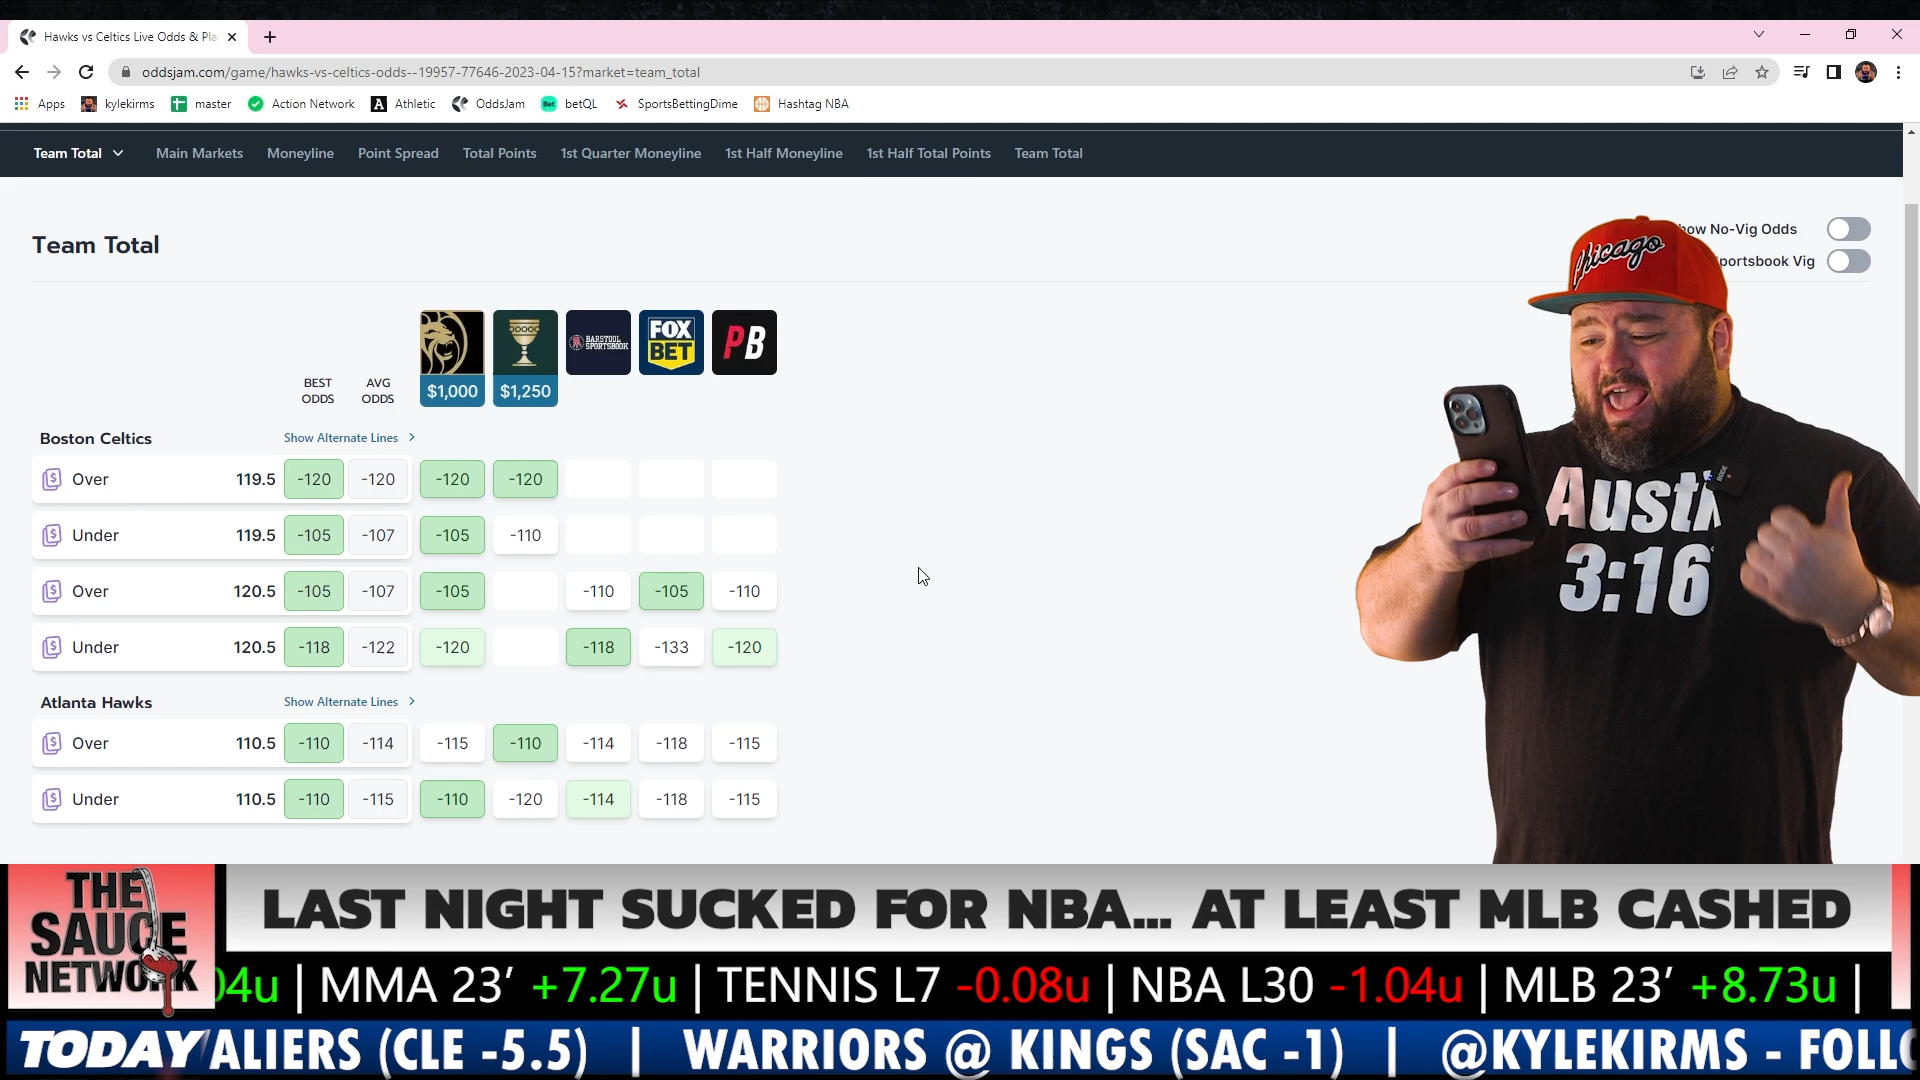 Hawks vs Celtics Live Odds & Pla
oddsjam.com/game/hawks-vs-celtics-odds--19957-77646-2023-04-15?market=team_total
Apps kylekirms master Action Network Athletic OddsJam betQL SportsBettingDime Hashtag NBA
Team Total Main Markets Moneyline Point Spread Total Points 1st Quarter Moneyline 1st Half Moneyline 1st Half Total Points Team Total
Team Total
how No-Vig Odds
portsbook Vig
BARSTOOL SPORTSBOOK
FOX BET
PB
BEST ODDS AVG ODDS $1,000 $1,250
Boston Celtics Show Alternate Lines
Over 119.5 -120 -120 -120 -120
Under 119.5 -105 -107 -105 -110
Over 120.5 -105 -107 -105 -110 -105 -110
Under 120.5 -118 -122 -120 -118 -133 -120
Atlanta Hawks Show Alternate Lines
Over 110.5 -110 -114 -115 -110 -114 -118 -115
Under 110.5 -110 -115 -110 -120 -114 -118 -115
Chicago
Austi
3:16
THE
SAUCE
NETWORK
LAST NIGHT SUCKED FOR NBA... AT LEAST MLB CASHED
04u | MMA 23' +7.27u | TENNIS L7 -0.08u | NBA L30 -1.04u | MLB 23' +8.73u |
TODAY ALIERS (CLE -5.5) | WARRIORS @ KINGS (SAC -1) | @KYLEKIRMS - FOLLO